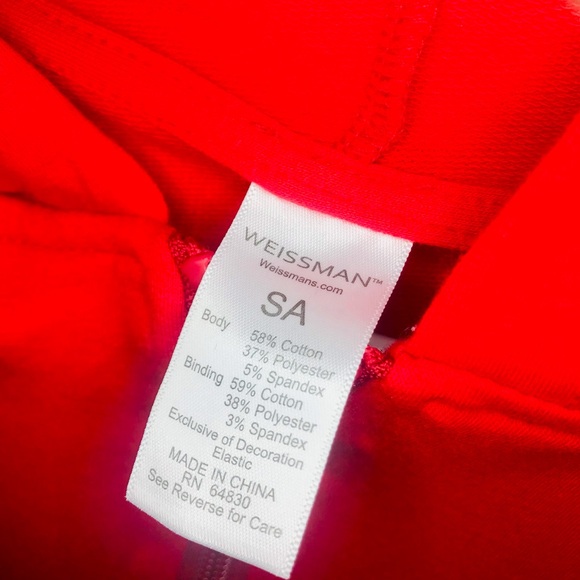 WEISSMAN™
Weissmans.com
SA
Body 58% Cotton
37% Polyester
5% Spandex
Binding 59% Cotton
38% Polyester
3% Spandex
Exclusive of Decoration
Elastic
MADE IN CHINA
RN 64830
See Reverse for Care